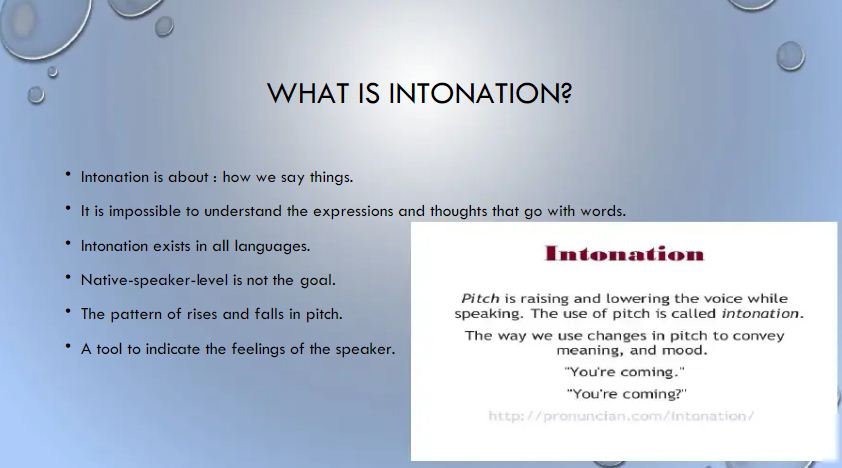 WHAT IS INTONATION?
• Intonation is about : how we say things.
• It is impossible to understand the expressions and thoughts that go with words.
• Intonation exists in all languages.
• Native-speaker-level is not the goal.
• The pattern of rises and falls in pitch.
• A tool to indicate the feelings of the speaker.
Intonation
Pitch is raising and lowering the voice while
speaking. The use of pitch is called intonation.
The way we use changes in pitch to convey
meaning, and mood.
"You're coming."
"You're coming?"
http://pronuncian.com/intonation/